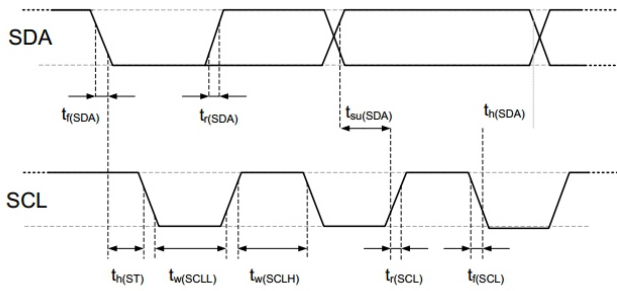 SDA
tf(SDA) tr(SDA) tsu(SDA) th(SDA)
SCL
th(ST) tw(SCLL) tw(SCLH) tr(SCL) tf(SCL)